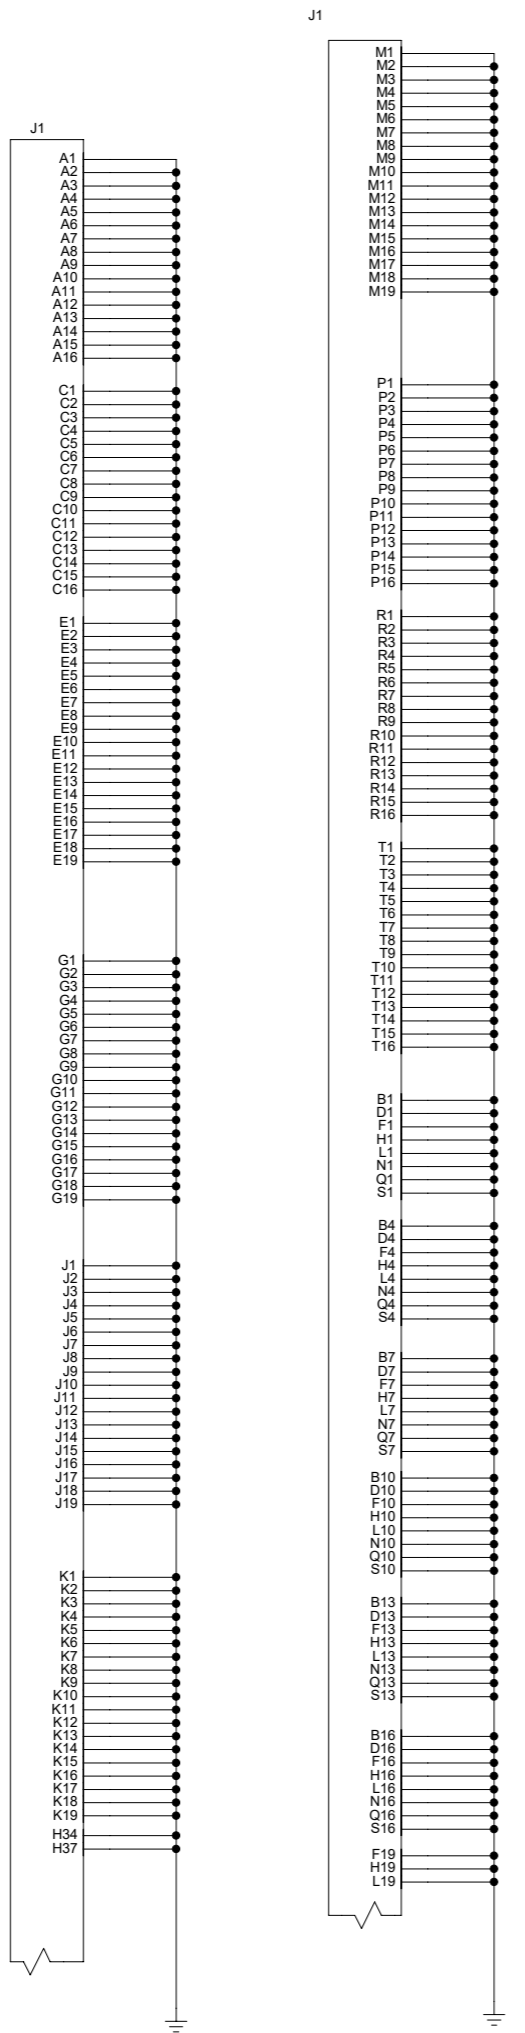 J1
A1
A2
A3
A4
A5
A6
A7
A8
A9
A10
A11
A12
A13
A14
A15
A16
C1
C2
C3
C4
C5
C6
C7
C8
C9
C10
C11
C12
C13
C14
C15
C16
E1
E2
E3
E4
E5
E6
E7
E8
E9
E10
E11
E12
E13
E14
E15
E16
E17
E18
E19
G1
G2
G3
G4
G5
G6
G7
G8
G9
G10
G11
G12
G13
G14
G15
G16
G17
G18
G19
J1
J2
J3
J4
J5
J6
J7
J8
J9
J10
J11
J12
J13
J14
J15
J16
J17
J18
J19
K1
K2
K3
K4
K5
K6
K7
K8
K9
K10
K11
K12
K13
K14
K15
K16
K17
K18
K19
H34
H37
J1
M1
M2
M3
M4
M5
M6
M7
M8
M9
M10
M11
M12
M13
M14
M15
M16
M17
M18
M19
P1
P2
P3
P4
P5
P6
P7
P8
P9
P10
P11
P12
P13
P14
P15
P16
R1
R2
R3
R4
R5
R6
R7
R8
R9
R10
R11
R12
R13
R14
R15
R16
T1
T2
T3
T4
T5
T6
T7
T8
T9
T10
T11
T12
T13
T14
T15
T16
B1
D1
F1
H1
L1
N1
Q1
S1
B4
D4
F4
H4
L4
N4
Q4
S4
B7
D7
F7
H7
L7
N7
Q7
S7
B10
D10
F10
H10
L10
N10
Q10
S10
B13
D13
F13
H13
L13
N13
Q13
S13
B16
D16
F16
H16
L16
N16
Q16
S16
F19
H19
L19